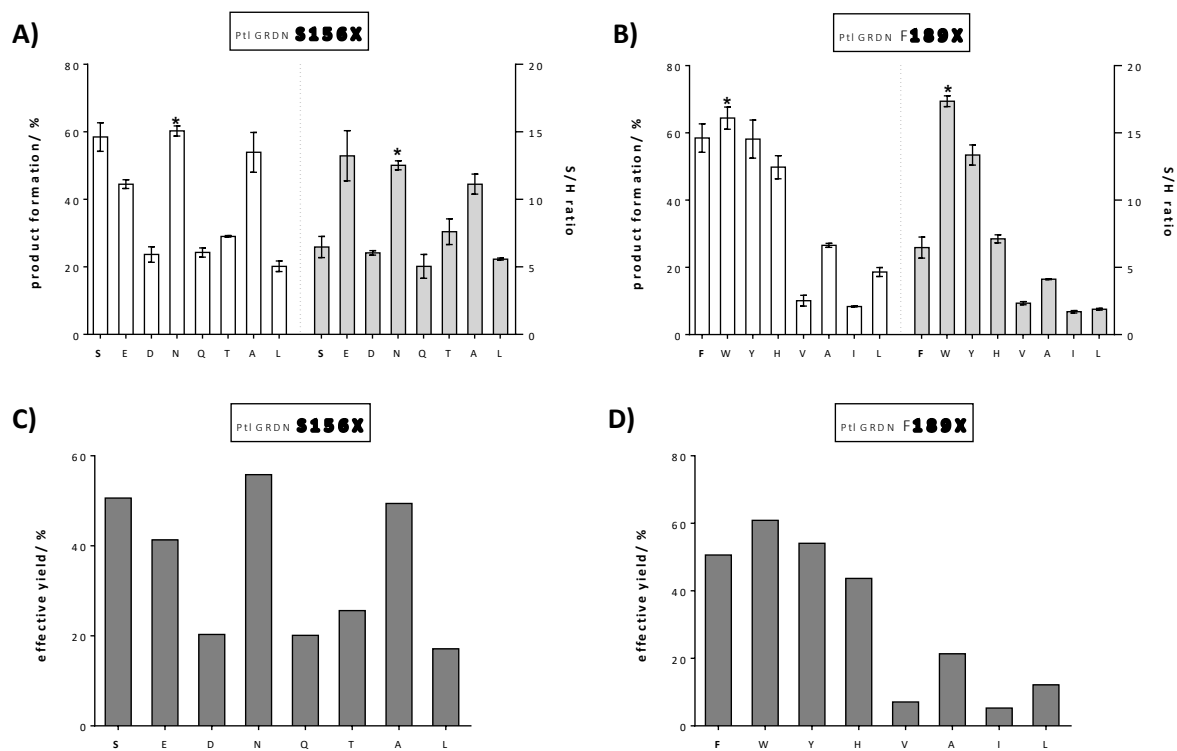 A)
PtlGRDN S156X
80
60
40
20
0
product formation/ %
20
15
10
5
0
S/H ratio
*
*
S E D N Q T A L S E D N Q T A L
B)
PtlGRDN F189X
80
60
40
20
0
product formation/ %
20
15
10
5
0
S/H ratio
*
*
F W Y H V A I L F W Y H V A I L
C)
PtlGRDN S156X
60
40
20
0
effective yield/ %
S E D N Q T A L
D)
PtlGRDN F189X
80
60
40
20
0
effective yield/ %
F W Y H V A I L